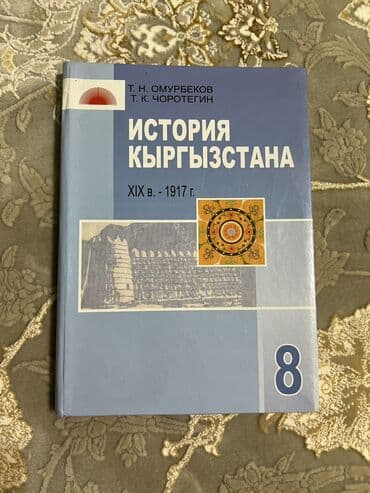 Т. Н. ОМУРБЕКОВ
Т. К. ЧОРОТЕГИН
ИСТОРИЯ
КЫРГЫЗСТАНА
XIX в. - 1917 г.
8